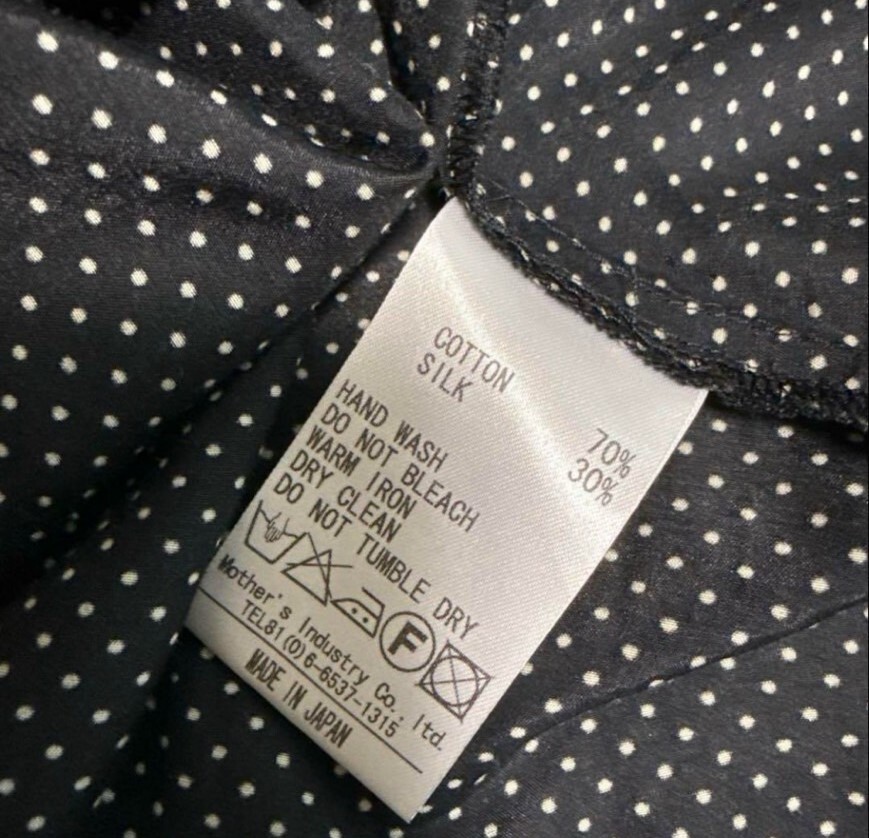 COTTON 70%
SILK 30%
HAND WASH
DO NOT BLEACH
WARM IRON
DRY CLEAN
DO NOT TUMBLE DRY
F
Mother's Industry Co., ltd.
TEL81(0)6-6537-1315
MADE IN JAPAN